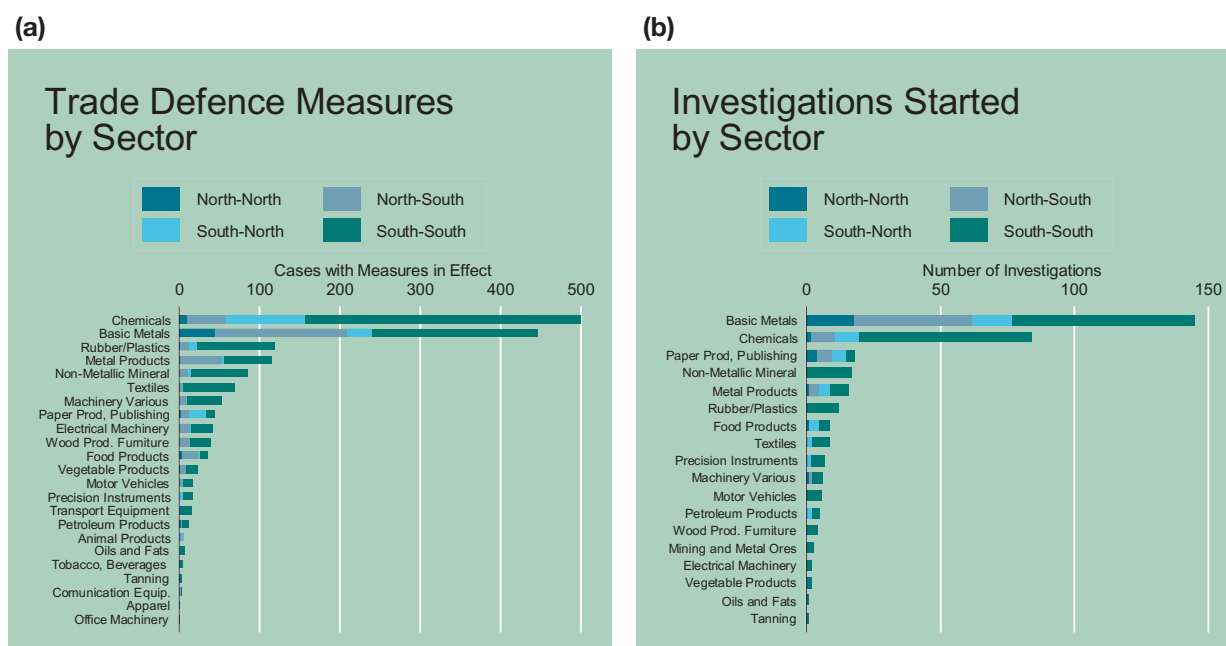 (a)
Trade Defence Measures
by Sector
North-North
North-South
South-North
South-South
Cases with Measures in Effect
0 100 200 300 400 500
Chemicals
Basic Metals
Rubber/Plastics
Metal Products
Non-Metallic Mineral
Textiles
Machinery Various
Paper Prod, Publishing
Electrical Machinery
Wood Prod. Furniture
Food Products
Vegetable Products
Motor Vehicles
Precision Instruments
Transport Equipment
Petroleum Products
Animal Products
Oils and Fats
Tobacco, Beverages
Tanning
Comunication Equip.
Apparel
Office Machinery
(b)
Investigations Started
by Sector
North-North
North-South
South-North
South-South
Number of Investigations
0 50 100 150
Basic Metals
Chemicals
Paper Prod, Publishing
Non-Metallic Mineral
Metal Products
Rubber/Plastics
Food Products
Textiles
Precision Instruments
Machinery Various
Motor Vehicles
Petroleum Products
Wood Prod. Furniture
Mining and Metal Ores
Electrical Machinery
Vegetable Products
Oils and Fats
Tanning